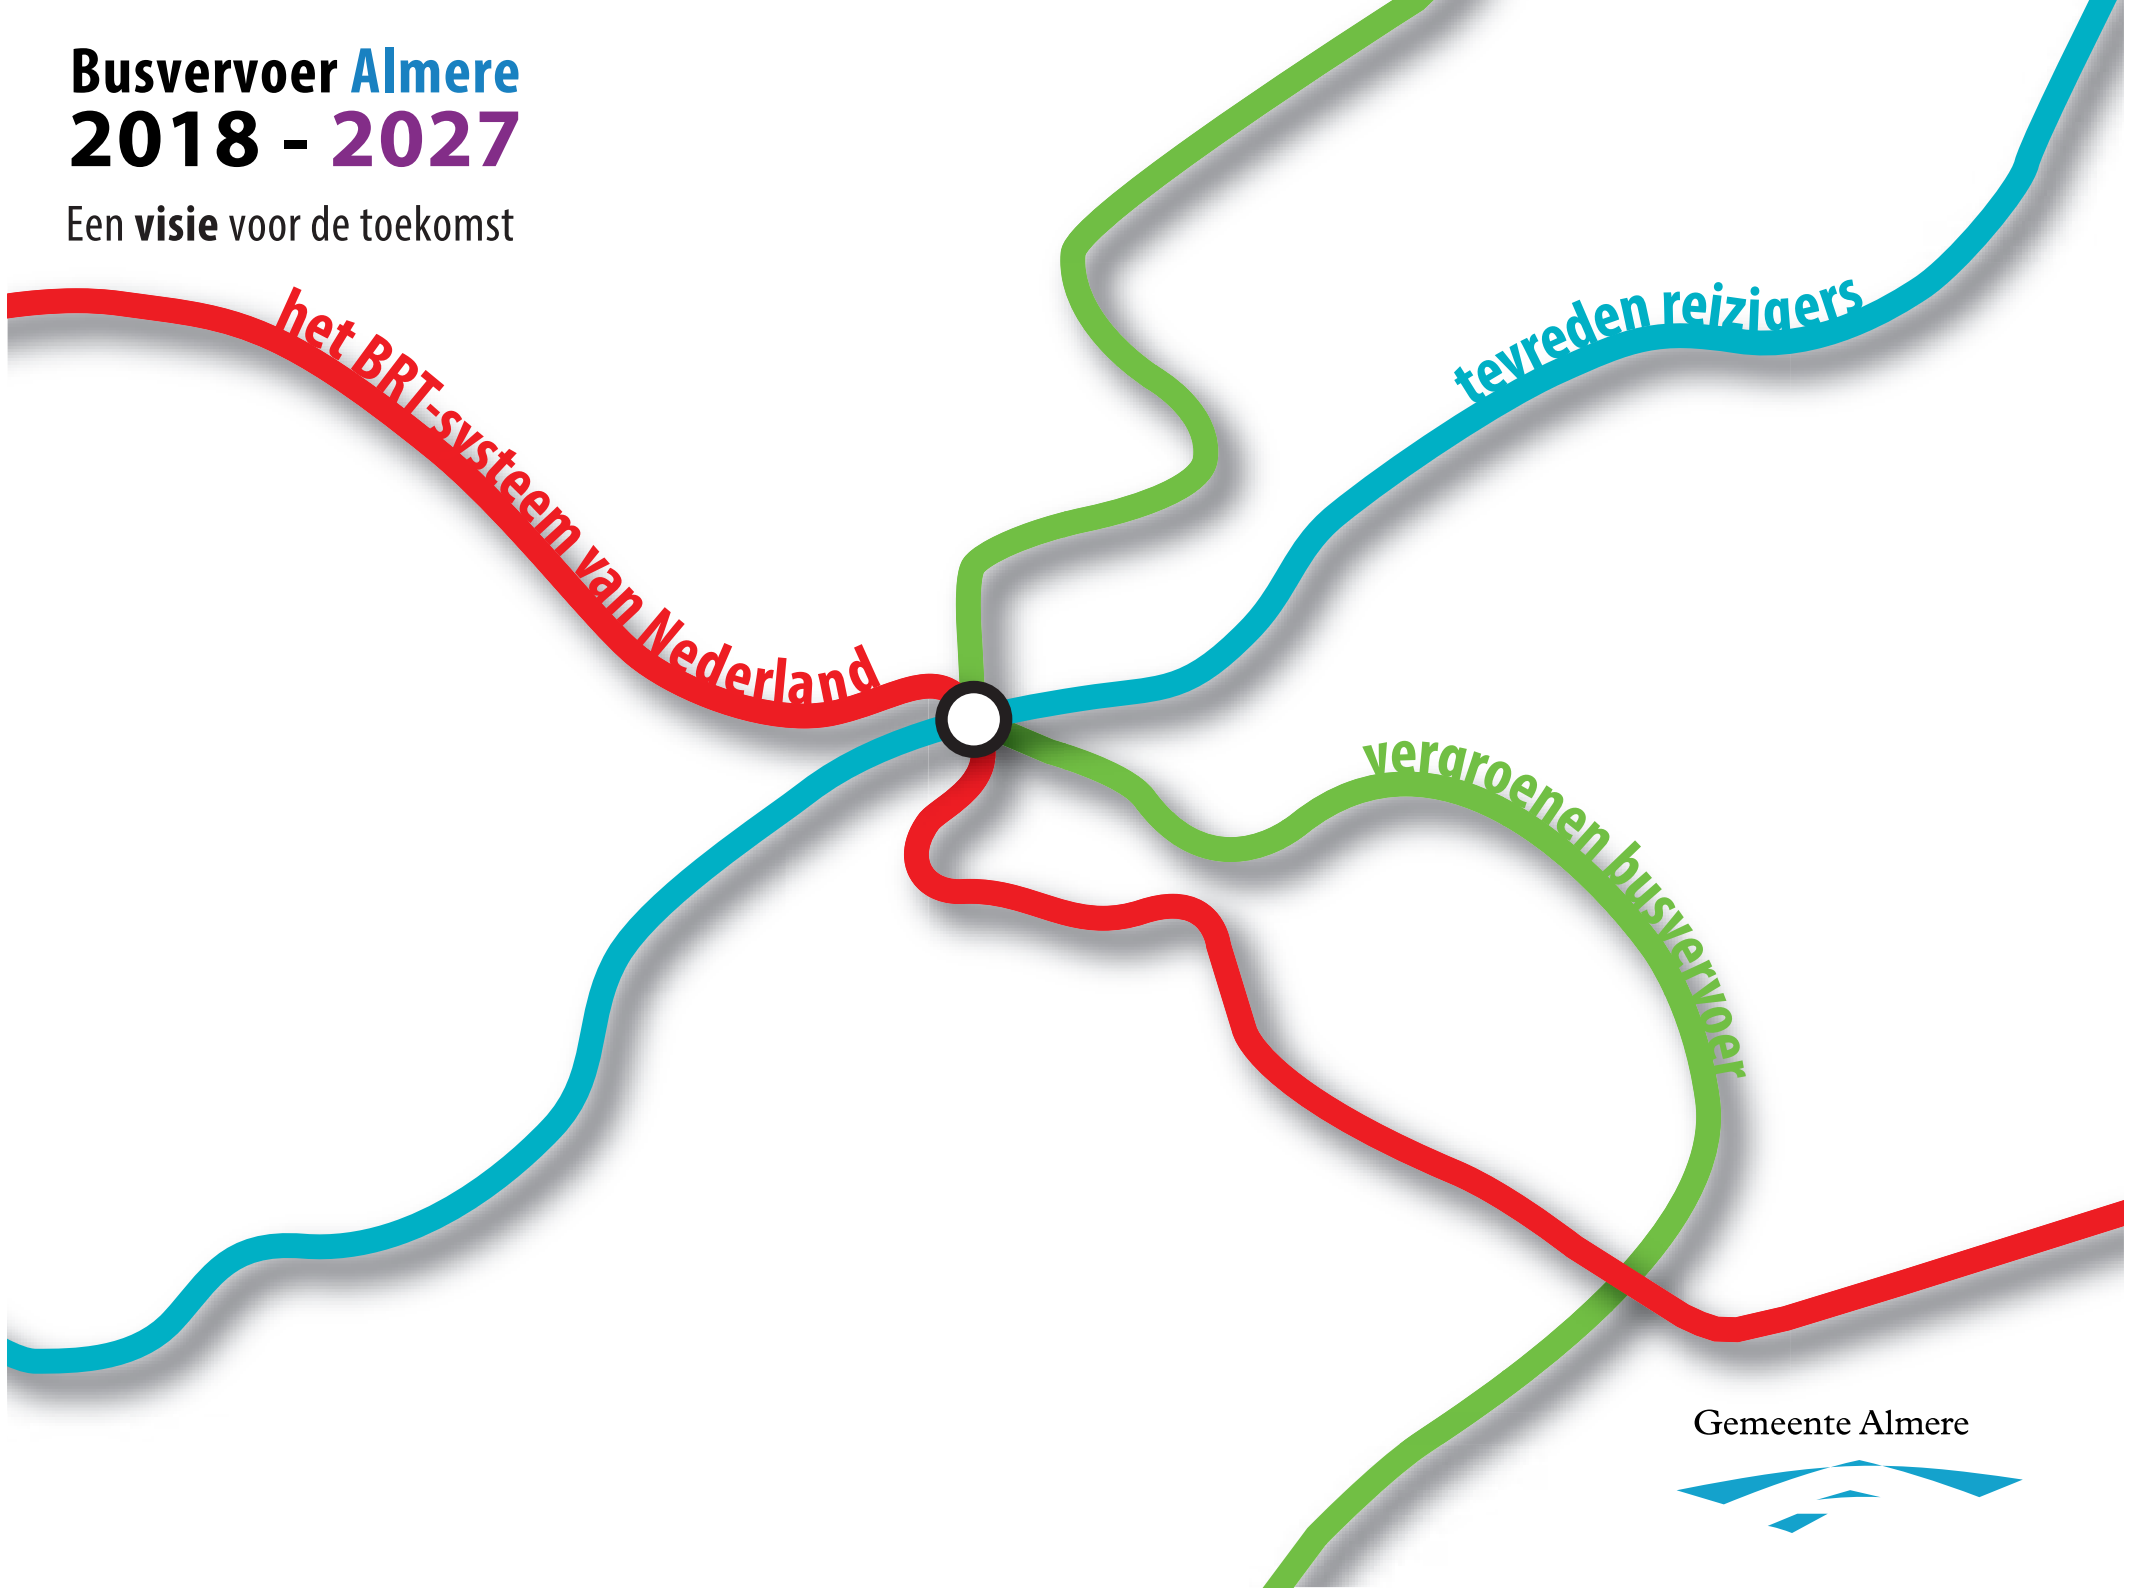 Busvervoer Almere
2018 - 2027
Een visie voor de toekomst
het BRT-systeem van Nederland
tevreden reizigers
vergroenen busvervoer
Gemeente Almere